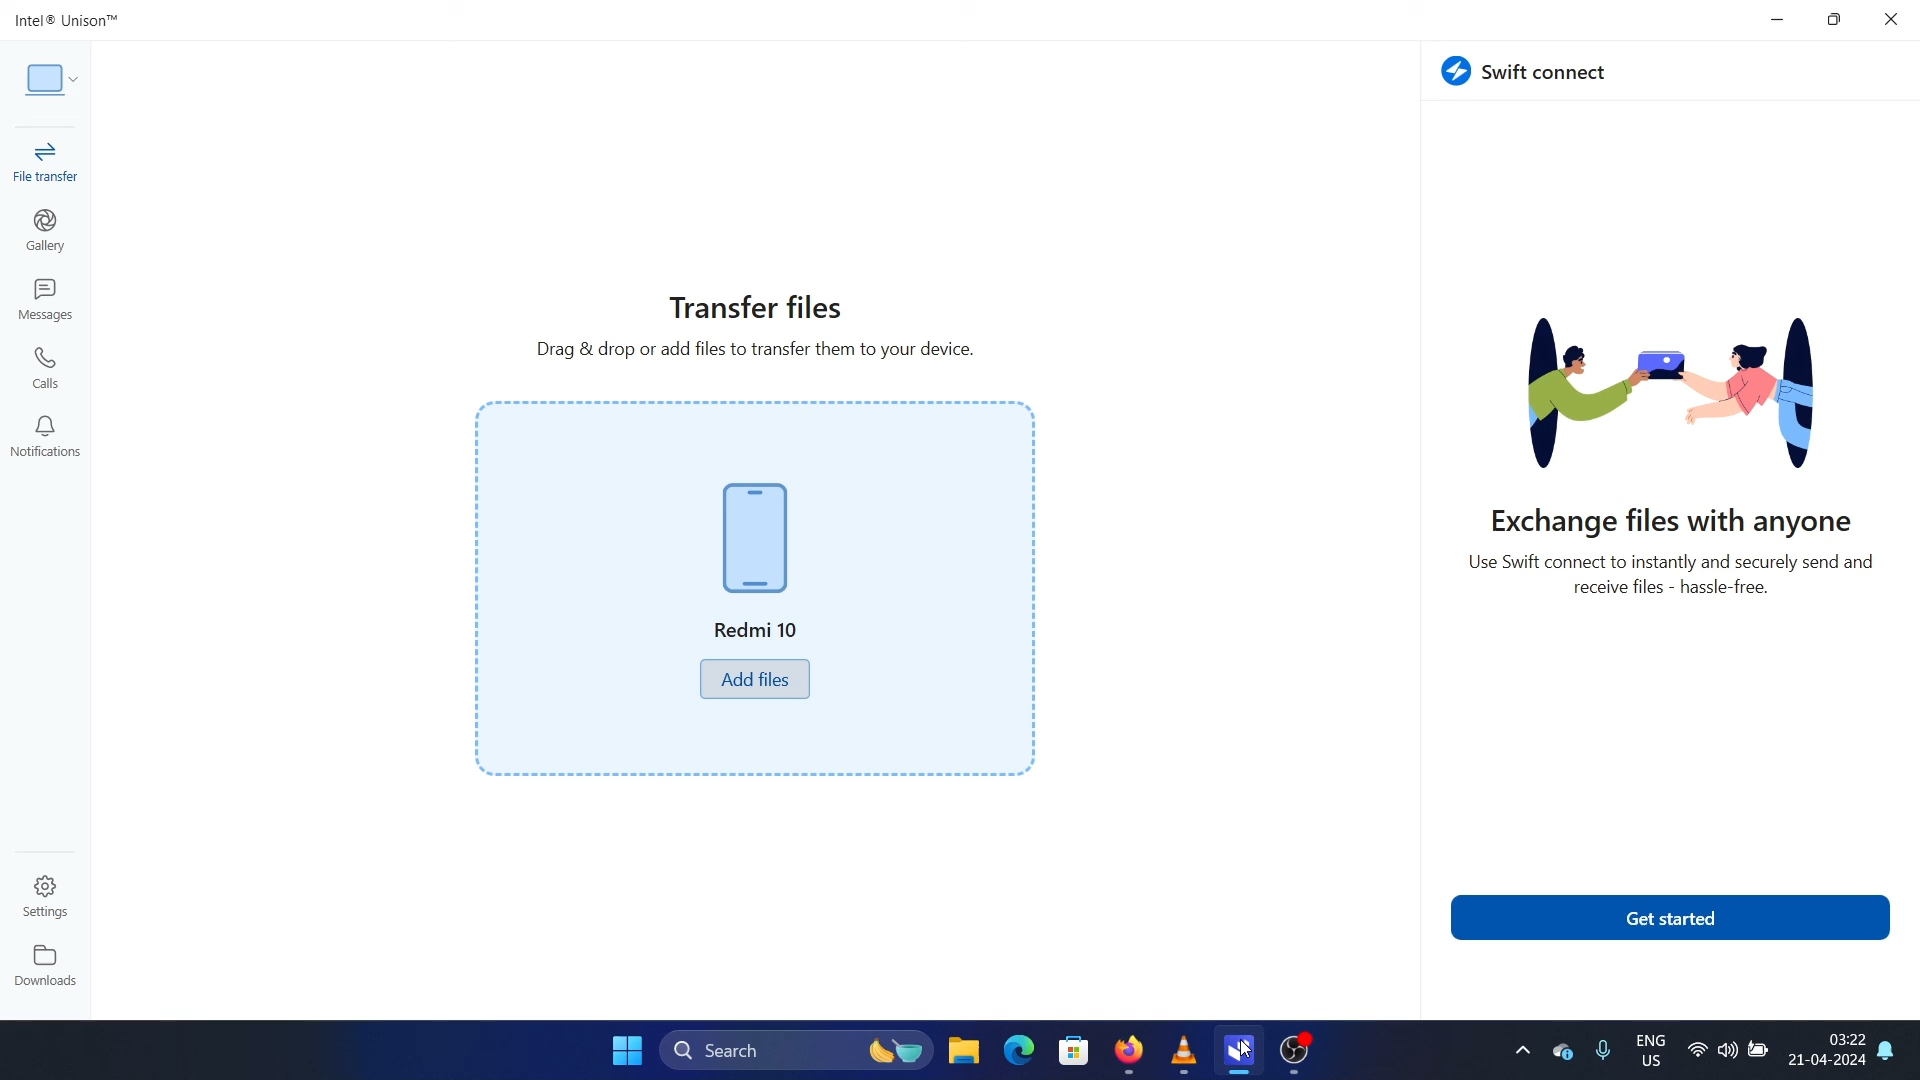 Intel® Unison™
File transfer
Gallery
Messages
Calls
Notifications
Settings
Downloads
Transfer files
Drag & drop or add files to transfer them to your device.
Redmi 10
Add files
Swift connect
Exchange files with anyone
Use Swift connect to instantly and securely send and
receive files - hassle-free.
Get started
Search
ENG
US
03:22
21-04-2024